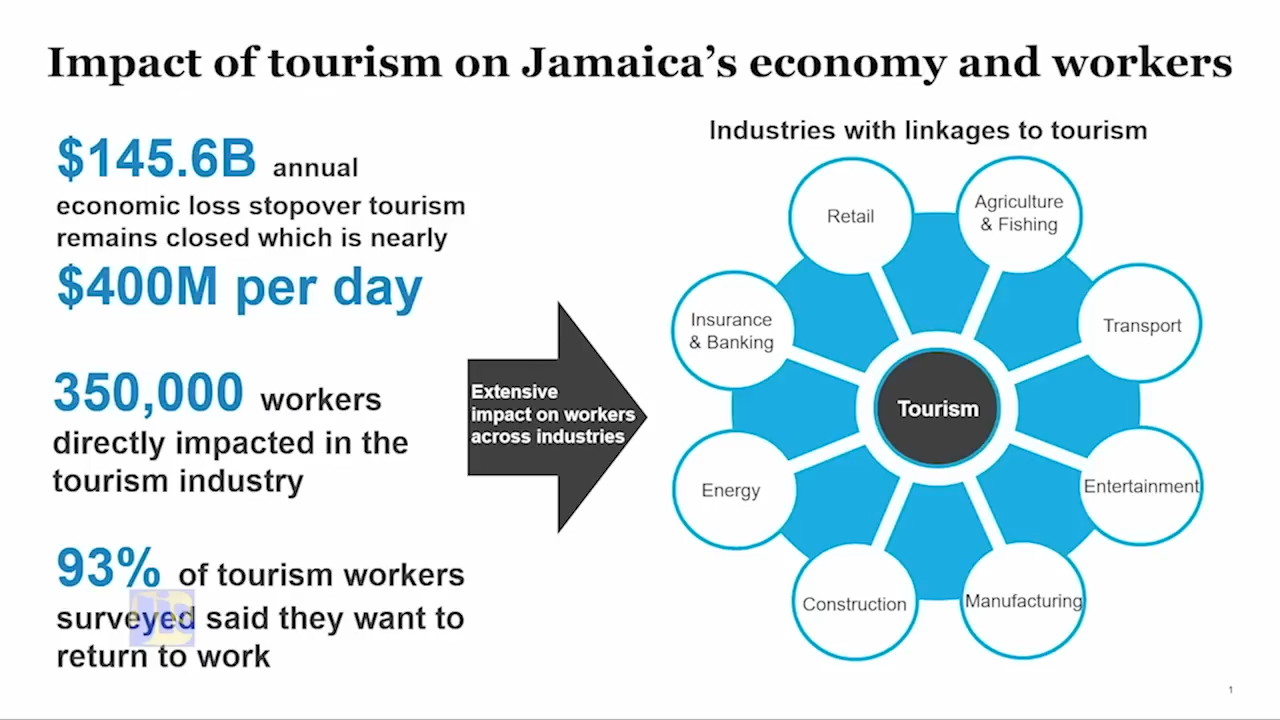 Impact of tourism on Jamaica's economy and workers
$145.6B annual
economic loss stopover tourism
remains closed which is nearly
$400M per day
350,000 workers
directly impacted in the
tourism industry
93% of tourism workers
surveyed said they want to
return to work
Extensive
impact on workers
across industries
Industries with linkages to tourism
Retail
Agriculture
& Fishing
Insurance
& Banking
Transport
Tourism
Energy
Entertainment
Construction
Manufacturing
jis
1